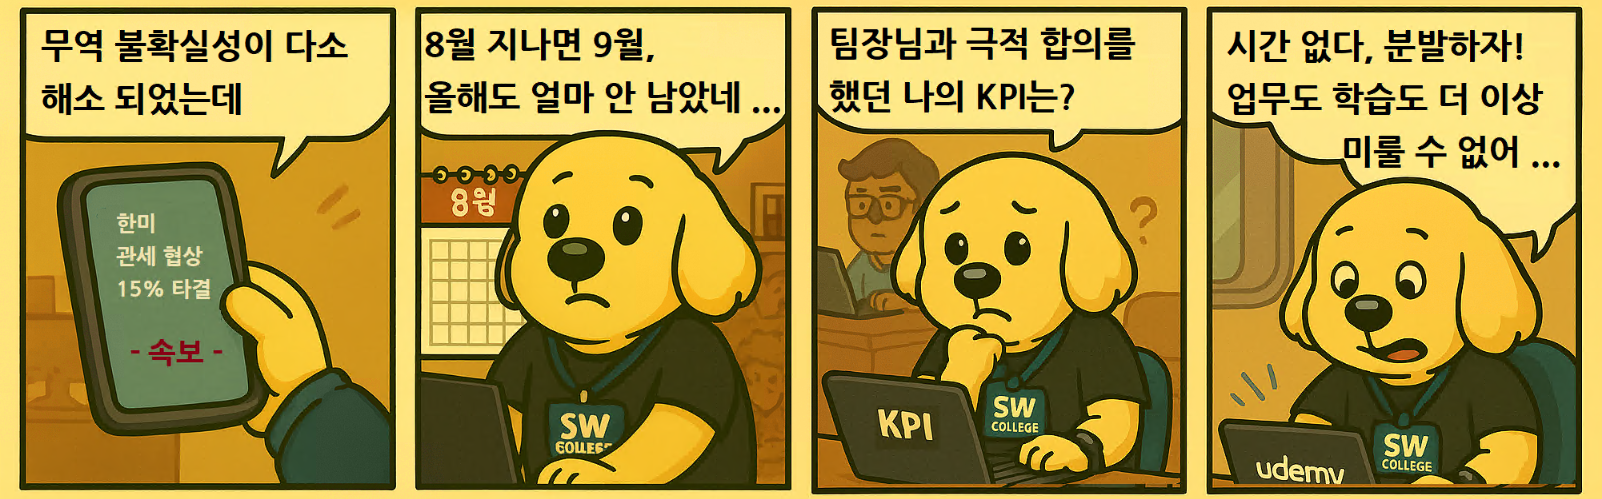 무역 불확실성이 다소
해소 되었는데
한미
관세 협상
15% 타결
- 속보 -
8월 지나면 9월,
올해도 얼마 안 남았네 ...
8월
SW
COLLEGE
팀장님과 극적 합의를
했던 나의 KPI는?
?
KPI
SW
COLLEGE
시간 없다, 분발하자!
업무도 학습도 더 이상
미룰 수 없어 ...
SW
COLLEGE
udemy